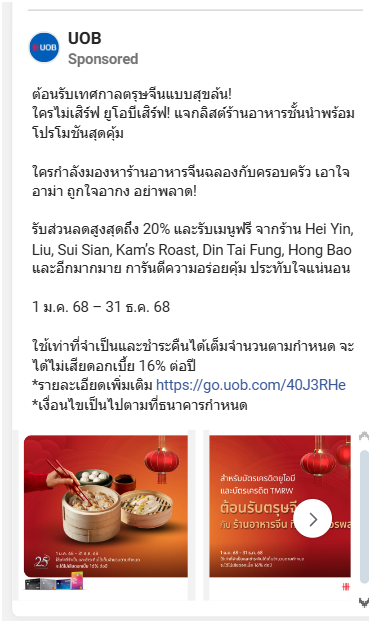 UOB
UOB
Sponsored
ต้อนรับเทศกาลตรุษจีนแบบสุขล้น!
ใครไม่เสิร์ฟ ยูโอบีเสิร์ฟ! แจกลิสต์ร้านอาหารชั้นนำพร้อม
โปรโมชันสุดคุ้ม
ใครกำลังมองหาร้านอาหารจีนฉลองกับครอบครัว เอาใจ
อาม่า ถูกใจอากง อย่าพลาด!
รับส่วนลดสูงสุดถึง 20% และรับเมนูฟรี จากร้าน Hei Yin,
Liu, Sui Sian, Kam's Roast, Din Tai Fung, Hong Bao
และอีกมากมาย การันตีความอร่อยคุ้ม ประทับใจแน่นอน
1 ม.ค. 68 – 31 ธ.ค. 68
ใช้เท่าที่จำเป็นและชำระคืนได้เต็มจำนวนตามกำหนด จะ
ได้ไม่เสียดอกเบี้ย 16% ต่อปี
*รายละเอียดเพิ่มเติม https://go.uob.com/40J3RHe
*เงื่อนไขเป็นไปตามที่ธนาคารกำหนด
25
สำหรับบัตรเครดิตยูโอบี
และบัตรเครดิต TMRW
ต้อนรับตรุษจี
กับ ร้านอาหารจีน